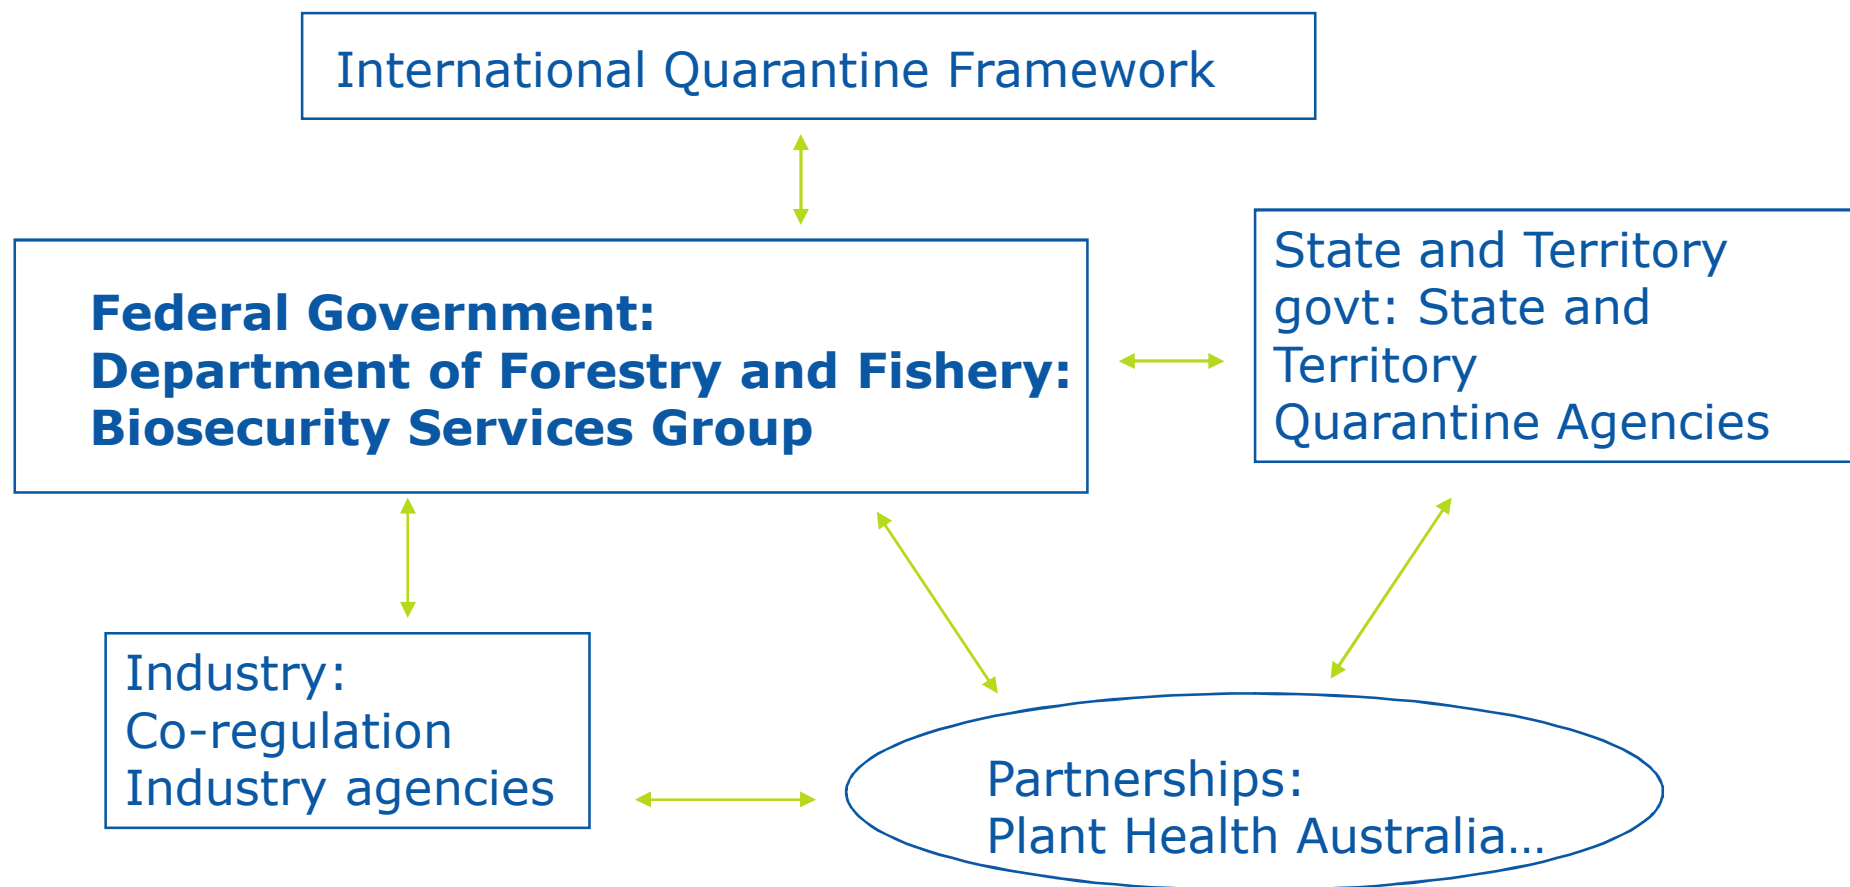 International Quarantine Framework
Federal Government:
Department of Forestry and Fishery:
Biosecurity Services Group
State and Territory
govt: State and
Territory
Quarantine Agencies
Industry:
Co-regulation
Industry agencies
Partnerships:
Plant Health Australia…